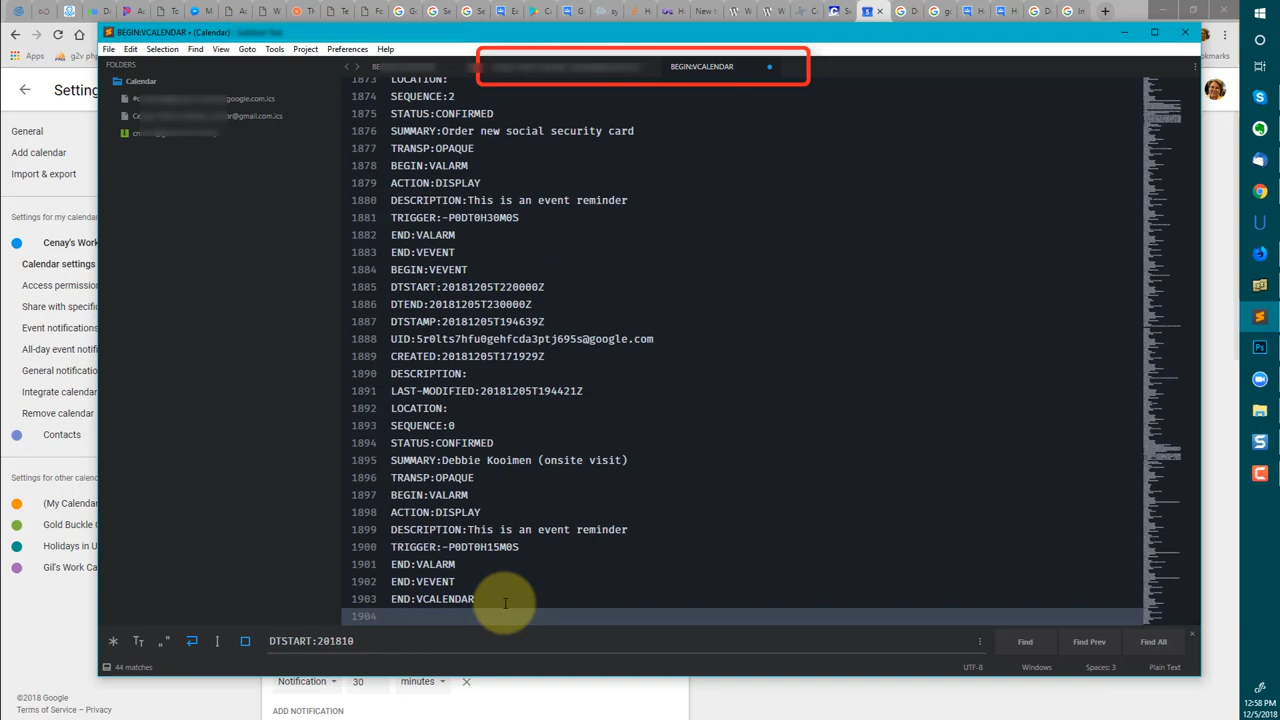 BEGIN:VCALENDAR • (Calendar)
File Edit Selection Find View Goto Tools Project Preferences Help
Apps g2v php
FOLDERS
Calendar
google.com.ics
@gmail.com.ics
BEGIN:VCALENDAR
General
Add calendar
Import & export
Settings for my calendar
Cenay's Work
Calendar settings
Access permission
Share with specific
Event notifications
All-day event notifi
General notification
Integrate calendar
Remove calendar
Contacts
Settings for other calend
(My Calendar
Gold Buckle C
Holidays in U
Gil's Work Ca
©2018 Google
Terms of Service – Privacy
1873 LOCATION:
1874 SEQUENCE:2
1875 STATUS:CONFIRMED
1876 SUMMARY:Order new social security card
1877 TRANSP:OPAQUE
1878 BEGIN:VALARM
1879 ACTION:DISPLAY
1880 DESCRIPTION:This is an event reminder
1881 TRIGGER:-P0DT0H30M0S
1882 END:VALARM
1883 END:VEVENT
1884 BEGIN:VEVENT
1885 DTSTART:20181205T220000Z
1886 DTEND:20181205T230000Z
1887 DTSTAMP:20181205T194636Z
1888
1889 CREATED:20181205T171929Z
1890 DESCRIPTION:
1891 LAST-MODIFIED:20181205T194421Z
1892 LOCATION:
1893 SEQUENCE:0
1894 STATUS:CONFIRMED
1895 SUMMARY:Debbie Kooimen (onsite visit)
1896 TRANSP:OPAQUE
1897 BEGIN:VALARM
1898 ACTION:DISPLAY
1899 DESCRIPTION:This is an event reminder
1900 TRIGGER:-P0DT0H15M0S
1901 END:VALARM
1902 END:VEVENT
1903 END:VCALENDAR
1904
DTSTART:201810 Find Find Prev Find All
44 matches UTF-8 Windows Spaces: 3 Plain Text
Notification 30 minutes
ADD NOTIFICATION
12:58 PM
12/5/2018